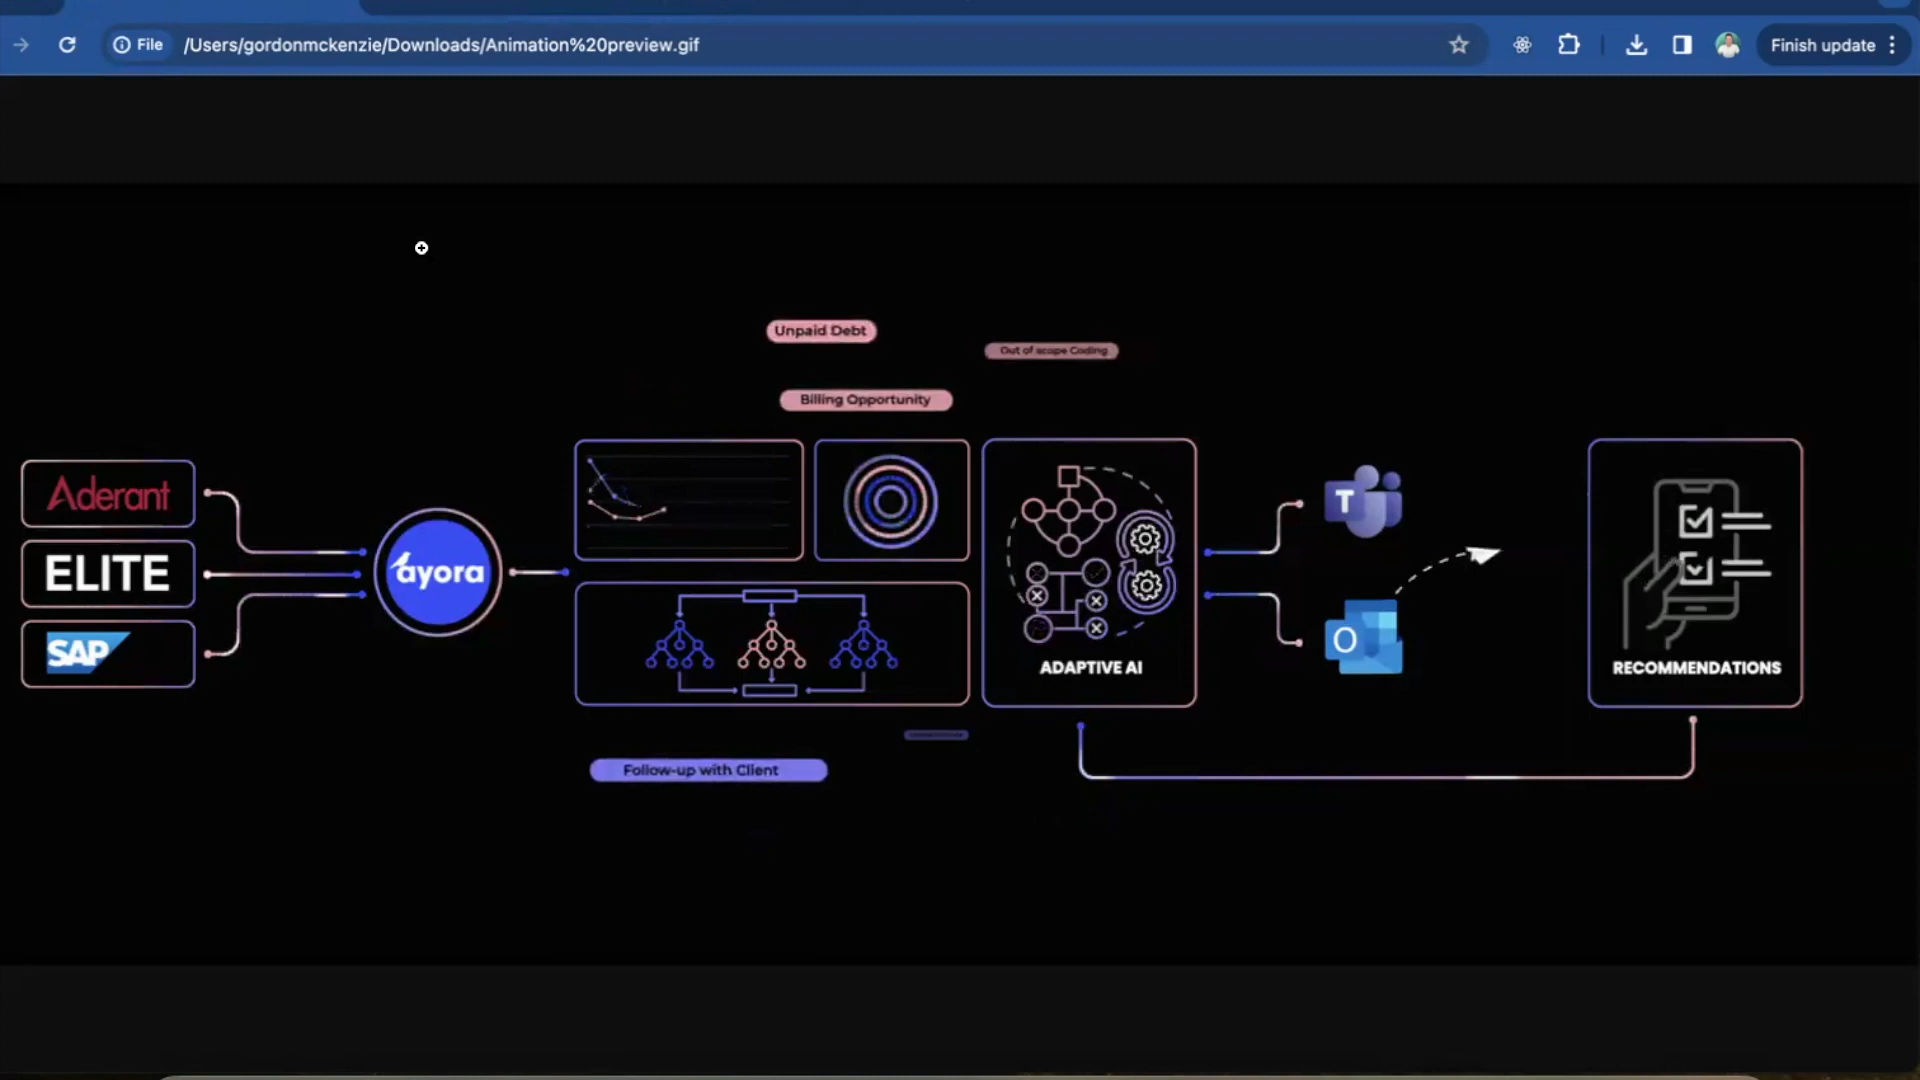 File
/Users/gordonmckenzie/Downloads/Animation%20preview.gif
Finish update
Unpaid Debt
Out of scope Coding
Billing Opportunity
Aderant
ELITE
SAP
ayora
T
O
ADAPTIVE AI
RECOMMENDATIONS
Follow-up with Client